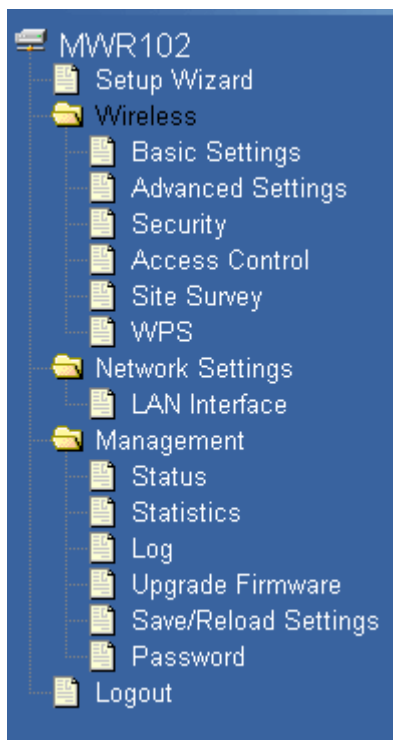 MWR102
Setup Wizard
Wireless
Basic Settings
Advanced Settings
Security
Access Control
Site Survey
WPS
Network Settings
LAN Interface
Management
Status
Statistics
Log
Upgrade Firmware
Save/Reload Settings
Password
Logout